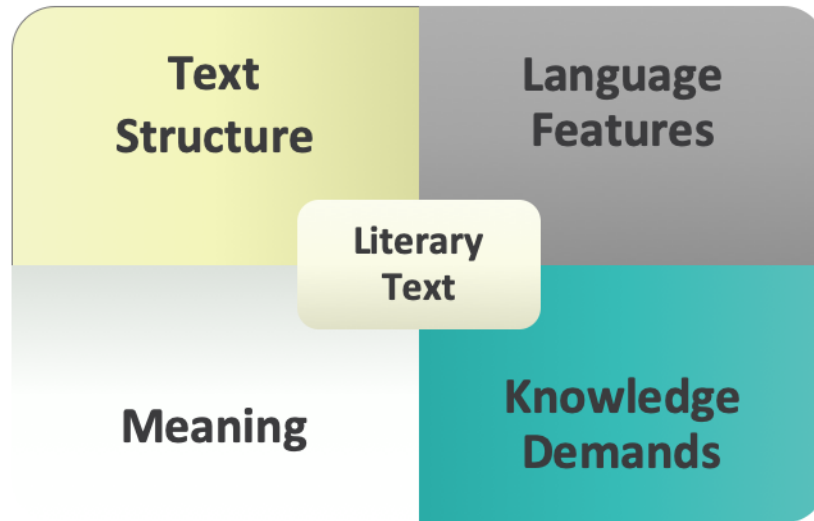 Text
Structure
Language
Features
Literary
Text
Meaning
Knowledge
Demands